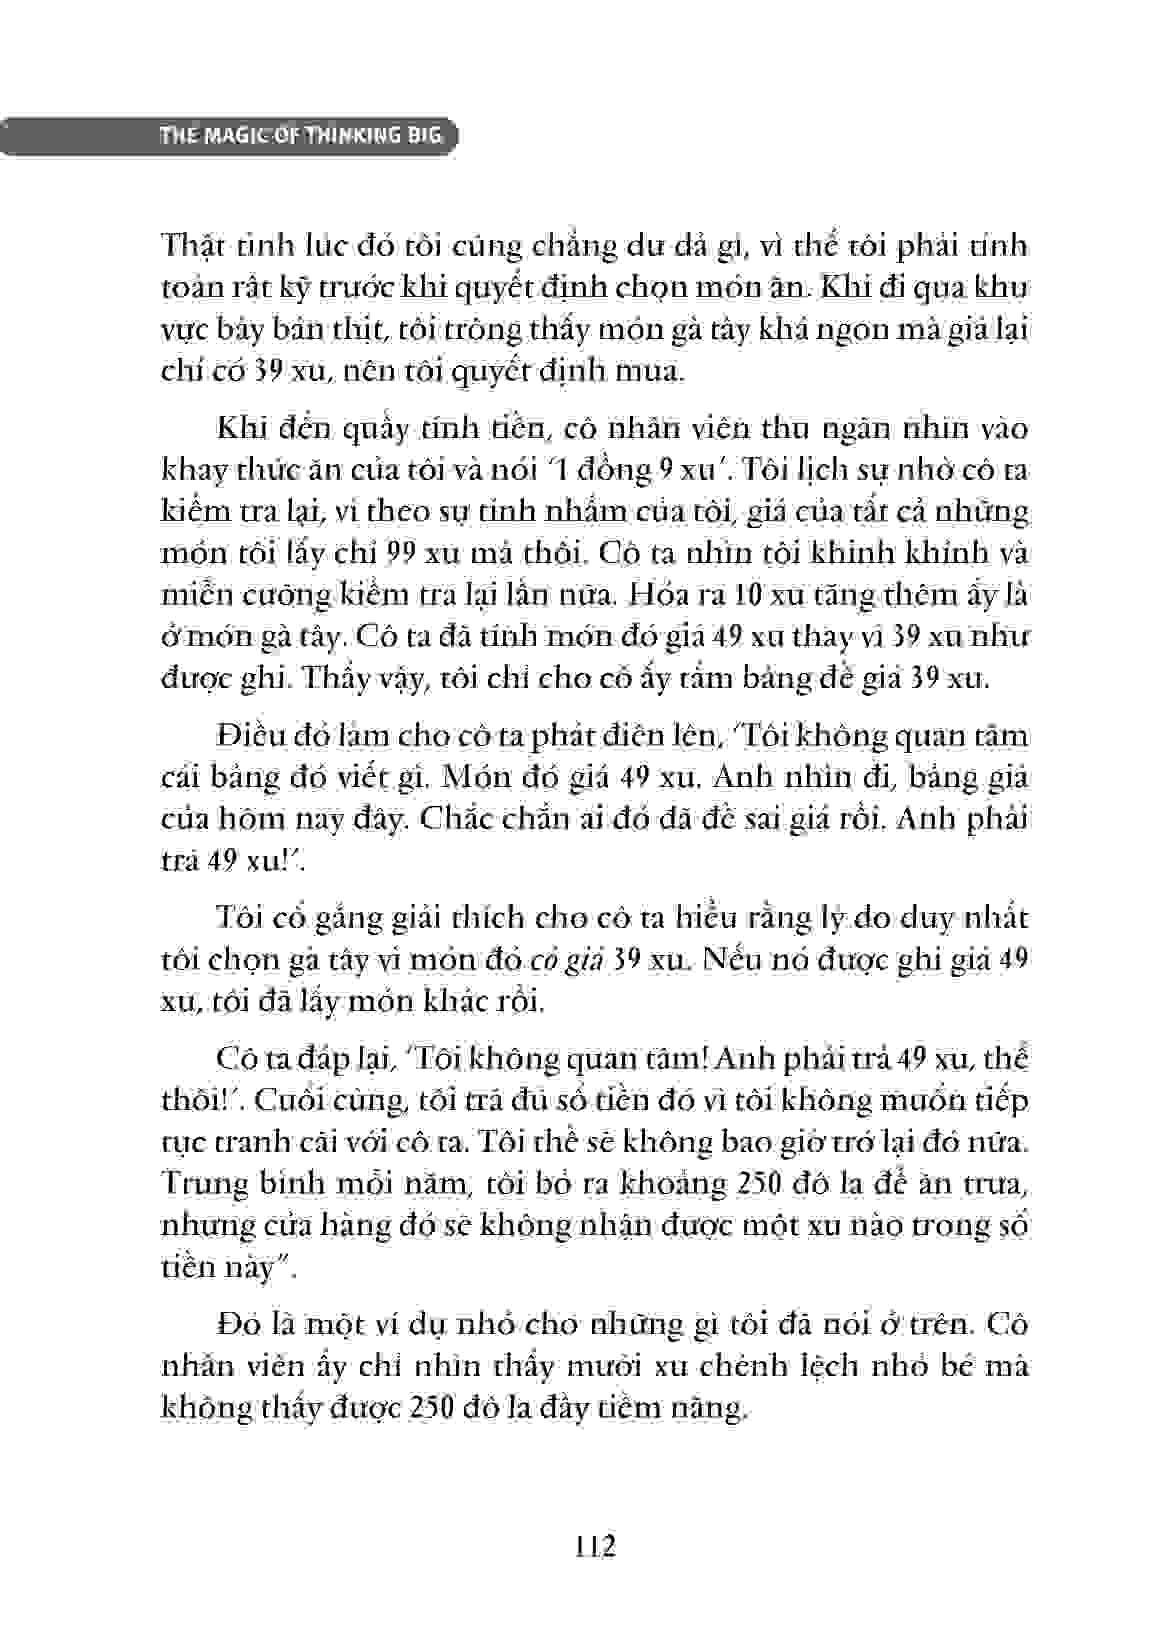 THE MAGIC OF THINKING BIG
Thật tình lúc đó tôi cũng chẳng dư dả gì, vì thế tôi phải tính
toán rất kỹ trước khi quyết định chọn món ăn. Khi đi qua khu
vực bày bán thịt, tôi trông thấy món gà tây khá ngon mà giá lại
chỉ có 39 xu, nên tôi quyết định mua.
Khi đến quầy tính tiền, cô nhân viên thu ngân nhìn vào
khay thức ăn của tôi và nói ‘1 đồng 9 xu’. Tôi lịch sự nhờ cô ta
kiểm tra lại, vì theo sự tính nhẩm của tôi, giá của tất cả những
món tôi lấy chỉ 99 xu mà thôi. Cô ta nhìn tôi khinh khỉnh và
miễn cưỡng kiểm tra lại lần nữa. Hóa ra 10 xu tăng thêm ấy là
ở món gà tây. Cô ta đã tính món đó giá 49 xu thay vì 39 xu như
được ghi. Thấy vậy, tôi chỉ cho cô ấy tấm bảng đề giá 39 xu.
Điều đó làm cho cô ta phát điên lên, ‘Tôi không quan tâm
cái bảng đó viết gì. Món đó giá 49 xu. Anh nhìn đi, bảng giá
của hôm nay đây. Chắc chắn ai đó đã đề sai giá rồi. Anh phải
trả 49 xu!’.
Tôi cố gắng giải thích cho cô ta hiểu rằng lý do duy nhất
tôi chọn gà tây vì món đó có giá 39 xu. Nếu nó được ghi giá 49
xu, tôi đã lấy món khác rồi.
Cô ta đáp lại, ‘Tôi không quan tâm! Anh phải trả 49 xu, thế
thôi!’. Cuối cùng, tôi trả đủ số tiền đó vì tôi không muốn tiếp
tục tranh cãi với cô ta. Tôi thề sẽ không bao giờ trở lại đó nữa.
Trung bình mỗi năm, tôi bỏ ra khoảng 250 đô la để ăn trưa,
nhưng cửa hàng đó sẽ không nhận được một xu nào trong số
tiền này”.
Đó là một ví dụ nhỏ cho những gì tôi đã nói ở trên. Cô
nhân viên ấy chỉ nhìn thấy mười xu chênh lệch nhỏ bé mà
không thấy được 250 đô la đầy tiềm năng.
112